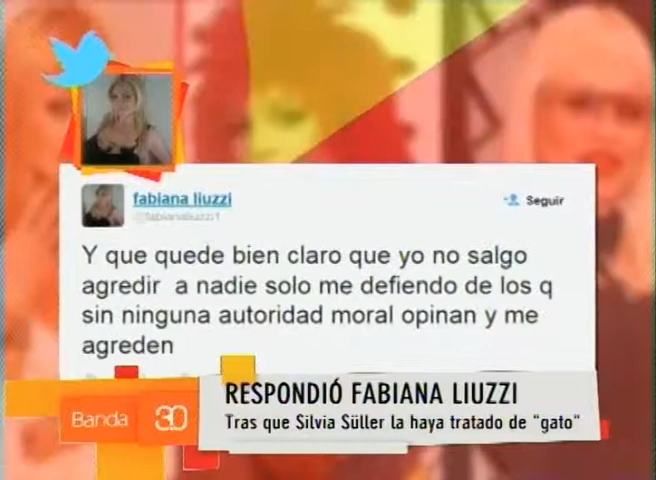 fabiana liuzzi
@fabianaliuzzi1
Seguir
Y que quede bien claro que yo no salgo
agredir a nadie solo me defiendo de los q
sin ninguna autoridad moral opinan y me
agreden
Banda 3.0
RESPONDIÓ FABIANA LIUZZI
Tras que Silvia Süller la haya tratado de "gato"